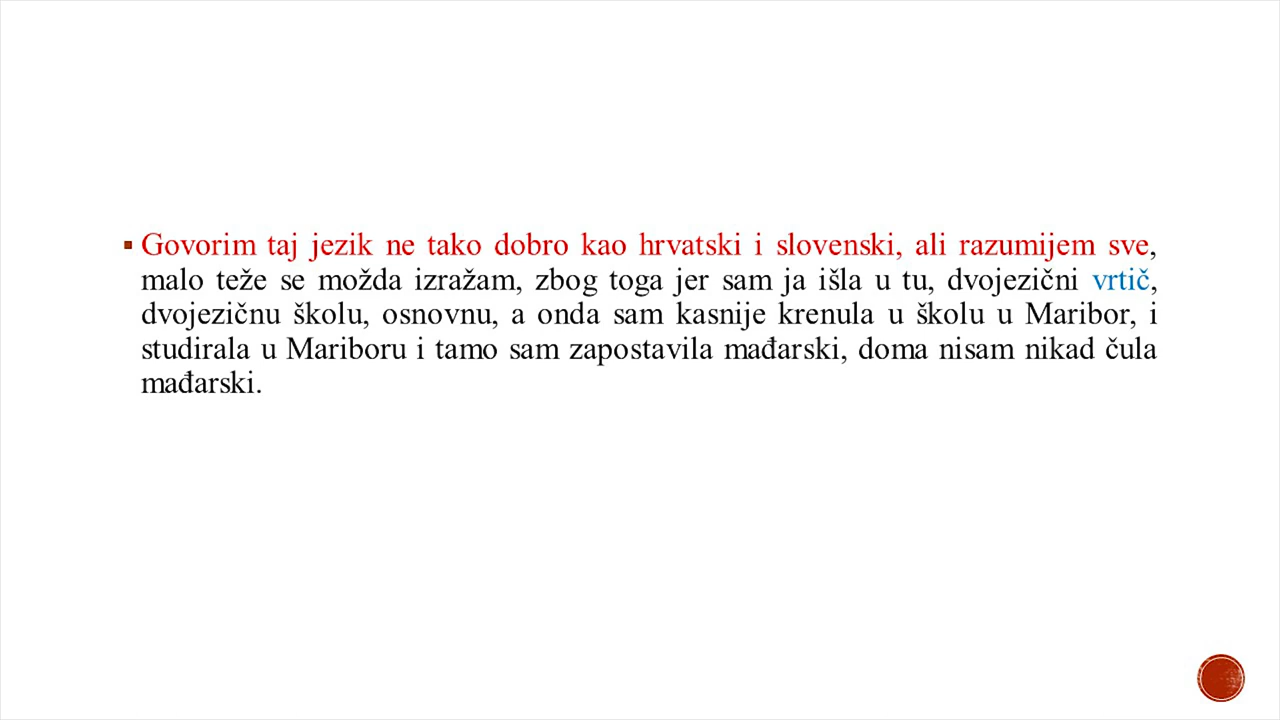 Govorim taj jezik ne tako dobro kao hrvatski i slovenski, ali razumijem sve,
malo teže se možda izražam, zbog toga jer sam ja išla u tu, dvojezični vrtič,
dvojezičnu školu, osnovnu, a onda sam kasnije krenula u školu u Maribor, i
studirala u Mariboru i tamo sam zapostavila mađarski, doma nisam nikad čula
mađarski.